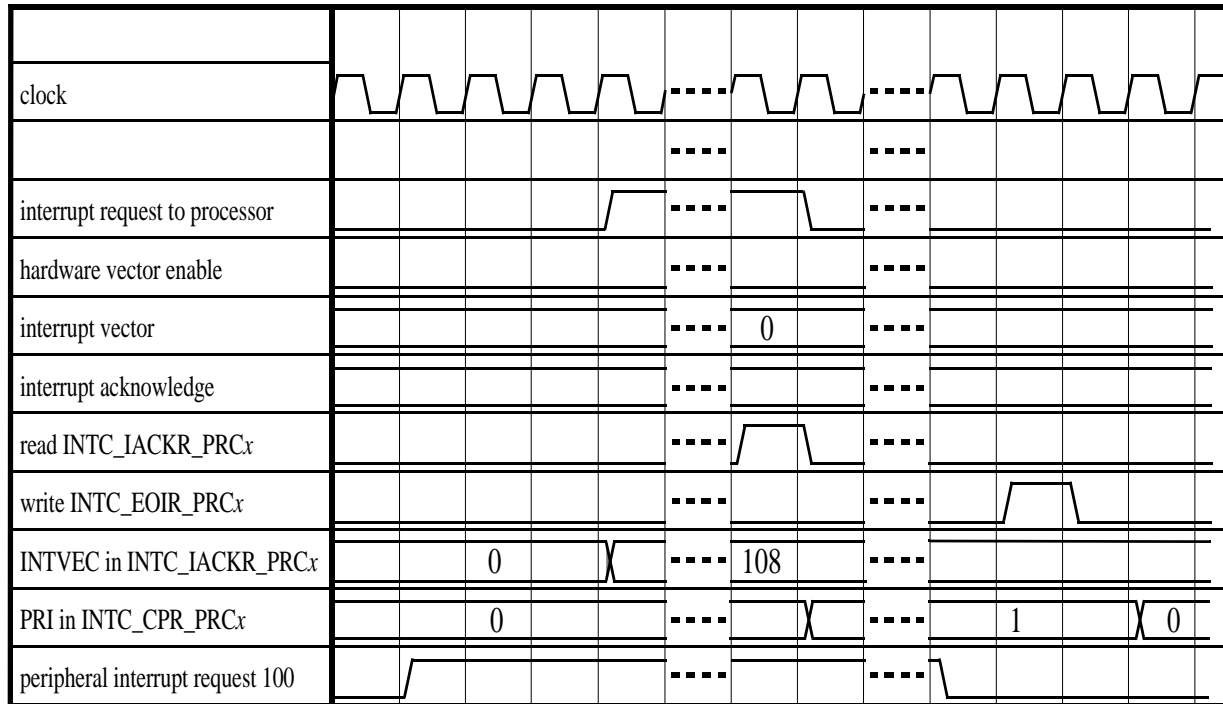 clock
interrupt request to processor
hardware vector enable
interrupt vector
0
interrupt acknowledge
read INTC_IACKR_PRCx
write INTC_EOIR_PRCx
INTVEC in INTC_IACKR_PRCx
0 108
PRI in INTC_CPR_PRCx
0 1 0
peripheral interrupt request 100